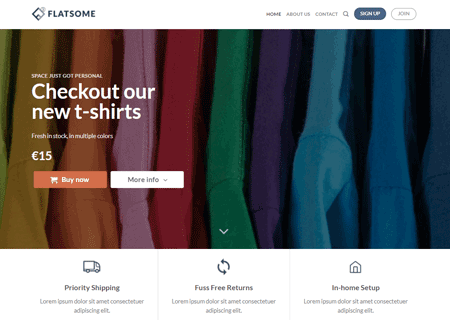 FLATSOME
HOME ABOUT US CONTACT SIGN UP JOIN
SPACE JUST GOT PERSONAL
Checkout our
new t-shirts
Fresh in stock, in multiple colors
€15
Buy now More info
Priority Shipping Fuss Free Returns In-home Setup
Lorem ipsum dolor sit amet consectetuer Lorem ipsum dolor sit amet consectetuer Lorem ipsum dolor sit amet consectetuer
adipiscing elit. adipiscing elit. adipiscing elit.